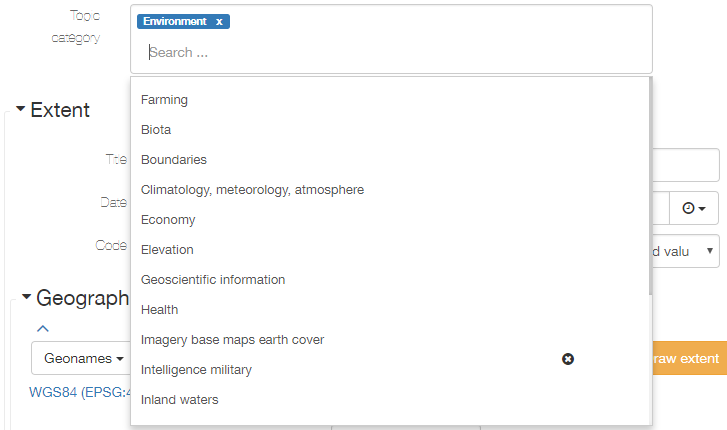 Topic
category
Environment x
Search ...
Farming
Biota
Extent
Boundaries
Title
Climatology, meteorology, atmosphere
Date
Economy
Code
Elevation
d valu
Geoscientific information
Geograph
Health
Imagery base maps earth cover
Geonames
raw extent
Intelligence military
WGS84 (EPSG:4
Inland waters